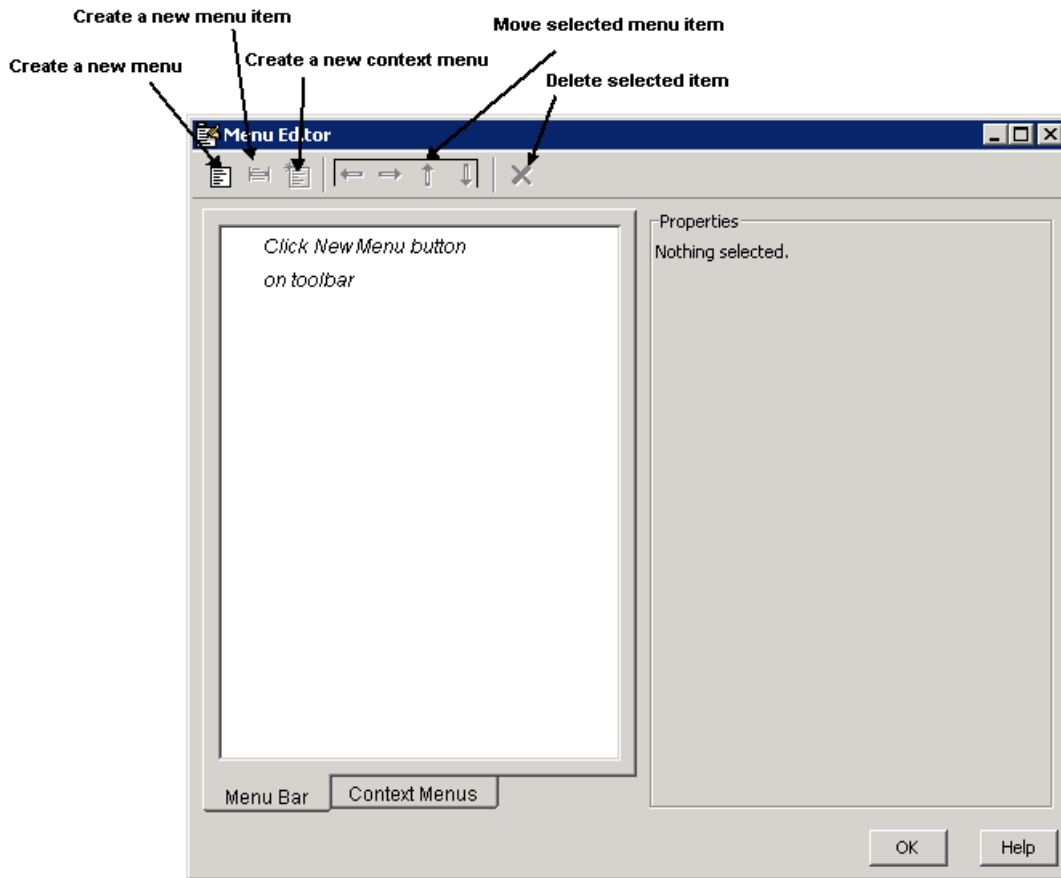 Create a new menu item
Move selected menu item
Create a new menu
Create a new context menu
Delete selected item
Menu Editor
Click New Menu button
on toolbar
Properties
Nothing selected.
Menu Bar
Context Menus
OK
Help